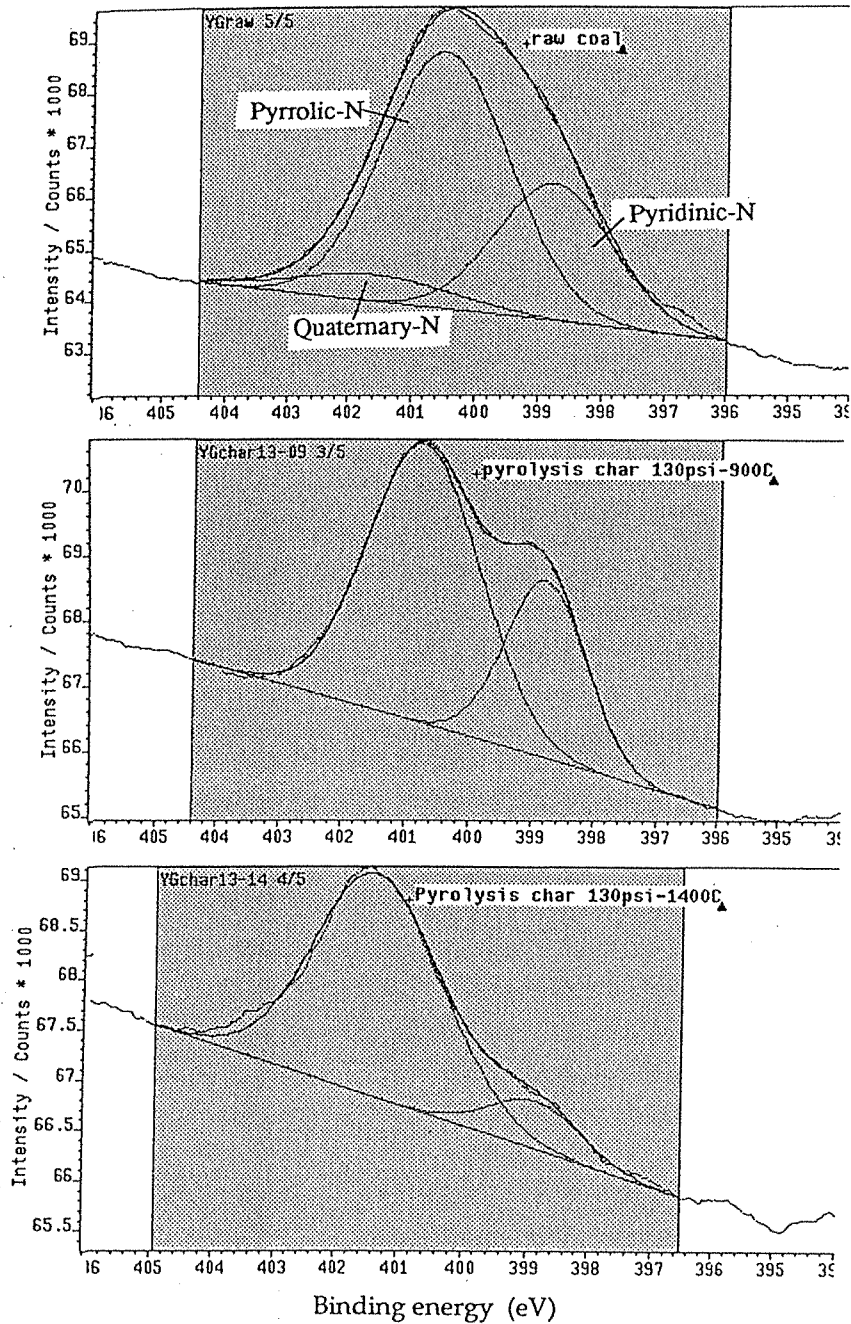 YGraw 5/5
raw coal
Pyrrolic-N
Pyridinic-N
Quaternary-N
Intensity / Counts * 1000
69
68
67
66
65
64
63
405 404 403 402 401 400 399 398 397 396 395
YGchar13-09 3/5
pyrolysis char 130psi-900C
Intensity / Counts * 1000
70
69
68
67
66
65
405 404 403 402 401 400 399 398 397 396 395
YGchar13-14 4/5
Pyrolysis char 130psi-1400C
Intensity / Counts * 1000
69
68.5
68
67.5
67
66.5
66
65.5
405 404 403 402 401 400 399 398 397 396 395
Binding energy (eV)